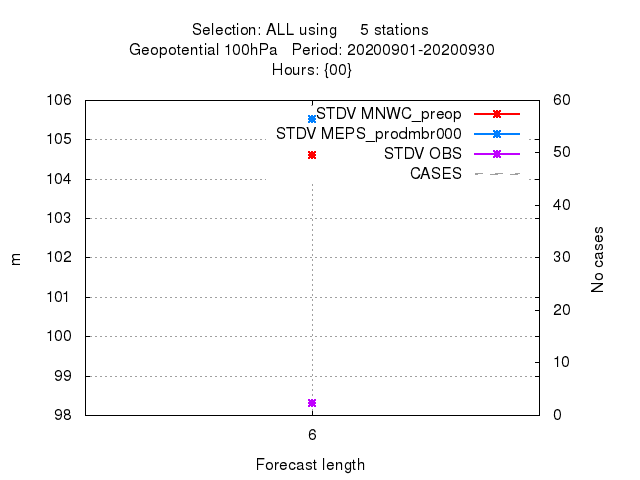 Selection: ALL using 5 stations
Geopotential 100hPa Period: 20200901-20200930
Hours: {00}
106
105
104
103
102
101
100
99
98
m
60
50
40
30
20
10
0
No cases
STDV MNWC_preop
STDV MEPS_prodmbr000
STDV OBS
CASES
6
Forecast length